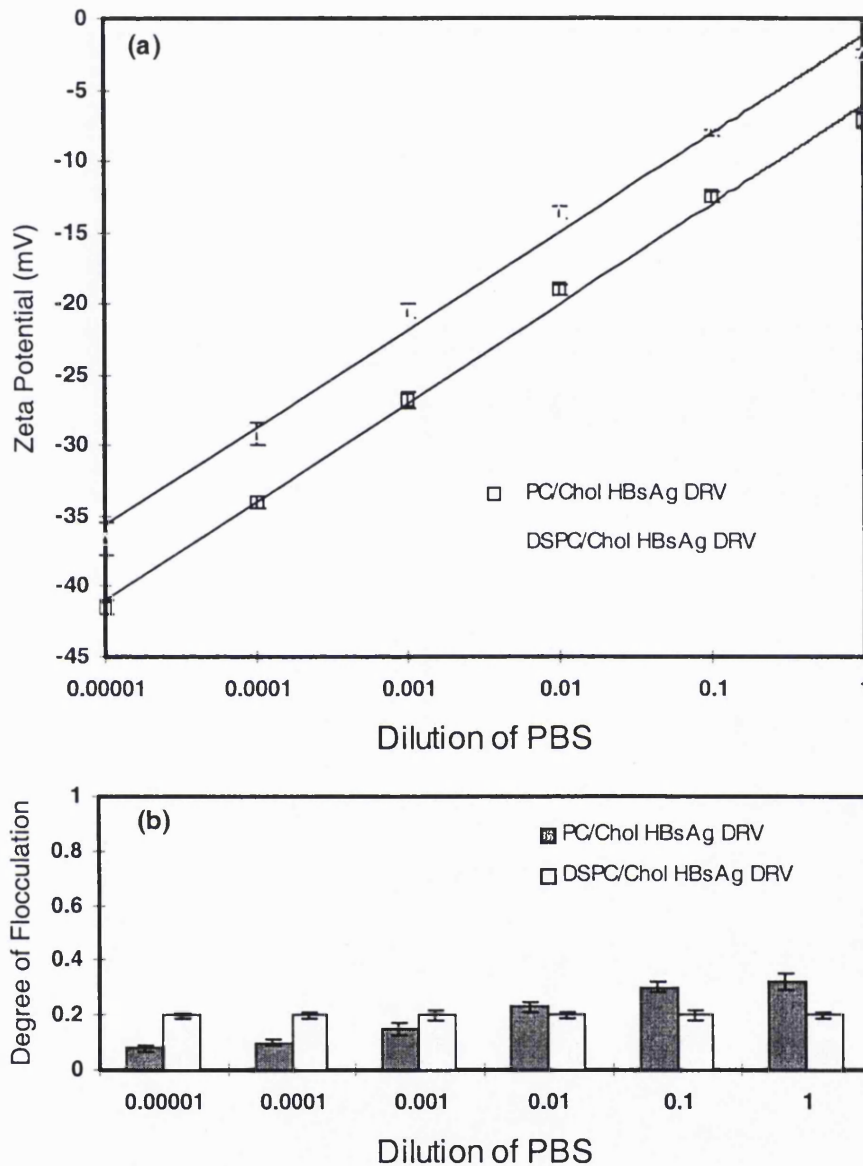 (a)
0
-5
-10
-15
-20
-25
-30
-35
-40
-45
Zeta Potential (mV)
PC/Chol HBsAg DRV
DSPC/Chol HBsAg DRV
0.00001 0.0001 0.001 0.01 0.1 1
Dilution of PBS
(b)
1
0.8
0.6
0.4
0.2
0
Degree of Flocculation
PC/Chol HBsAg DRV
DSPC/Chol HBsAg DRV
0.00001 0.0001 0.001 0.01 0.1 1
Dilution of PBS